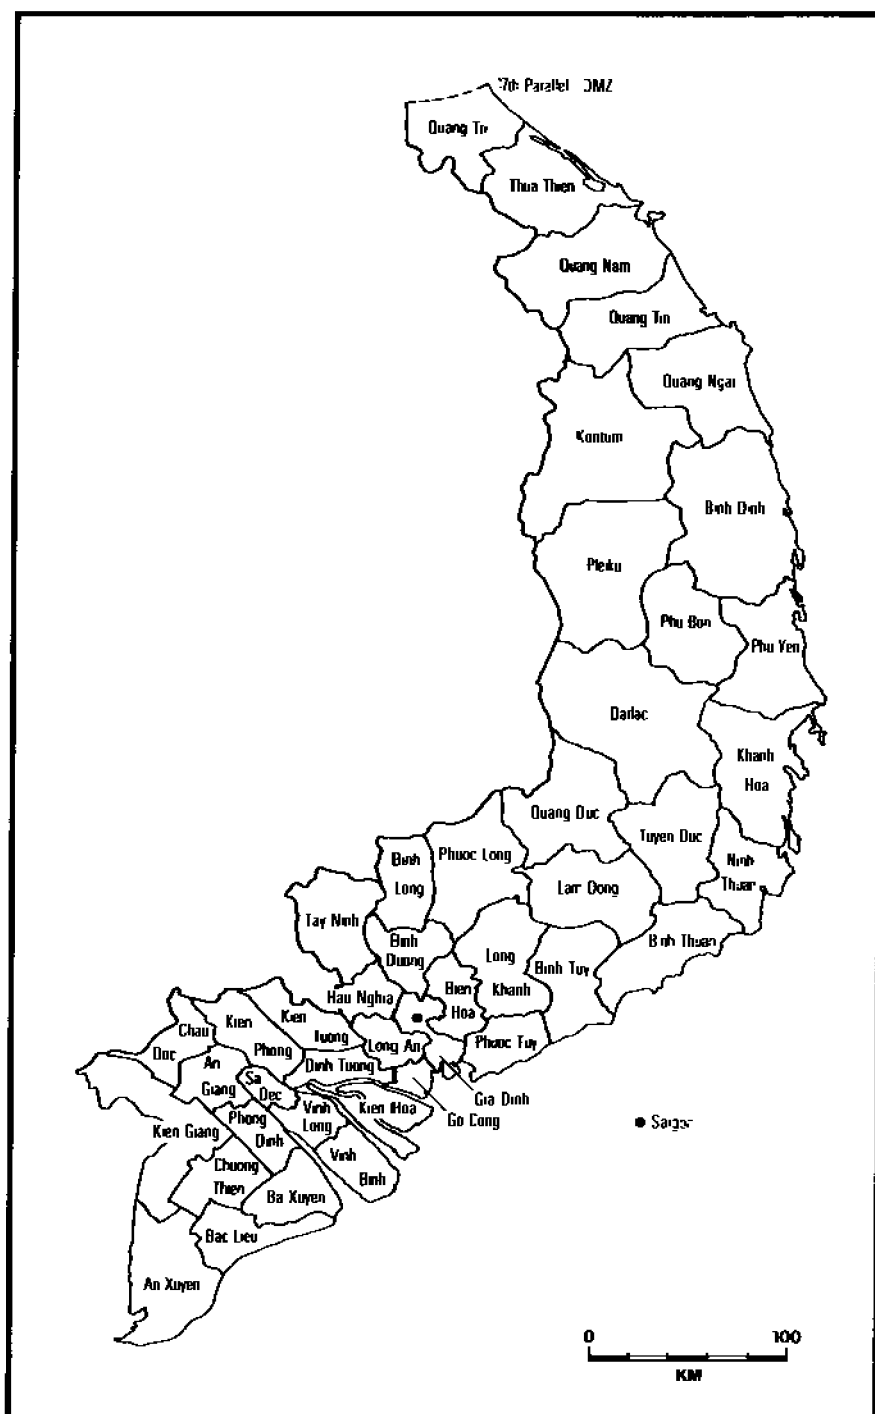 17th Parallel DMZ
Quang Tri
Thua Thien
Quang Nam
Quang Tin
Quang Ngai
Kontum
Binh Dinh
Pleiku
Phu Bon
Phu Yen
Darlac
Khanh
Hoa
Quang Duc
Tuyen Duc
Ninh
Thuan
Phuoc Long
Binh
Long
Lam Dong
Tay Ninh
Binh
Duong
Long
Khanh
Binh Tuy
Binh Thuan
Hau Nghia
Bien
Hoa
Kien
Tuong
Kien
Phong
Chau
Doc
Long An
Phuoc Tuy
An
Giang
Sa
Dec
Dinh Tuong
Gia Dinh
Go Cong
Kien Hoa
Vinh
Long
Phong
Dinh
Kien Giang
Saigon
Vinh
Binh
Chuong
Thien
Ba Xuyen
Bac Lieu
An Xuyen
0 100
KM